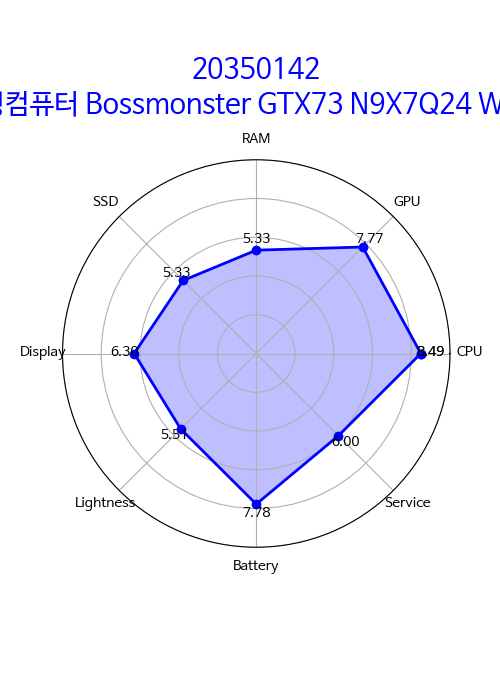 20350142
컴퓨터 Bossmonster GTX73 N9X7Q24 W
RAM
SSD
GPU
5.33
7.77
5.33
Display
6.30
8.49
CPU
5.51
6.00
Lightness
Service
7.78
Battery